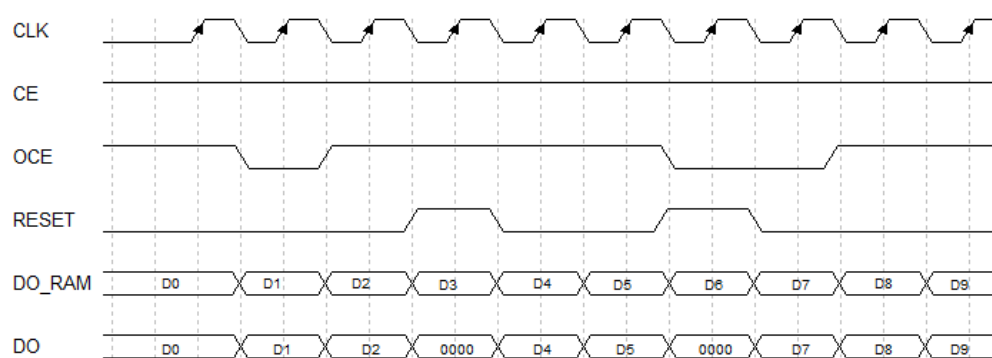 CLK
CE
OCE
RESET
DO_RAM D0 D1 D2 D3 D4 D5 D6 D7 D8 D9
DO D0 D1 D2 0000 D4 D5 0000 D7 D8 D9